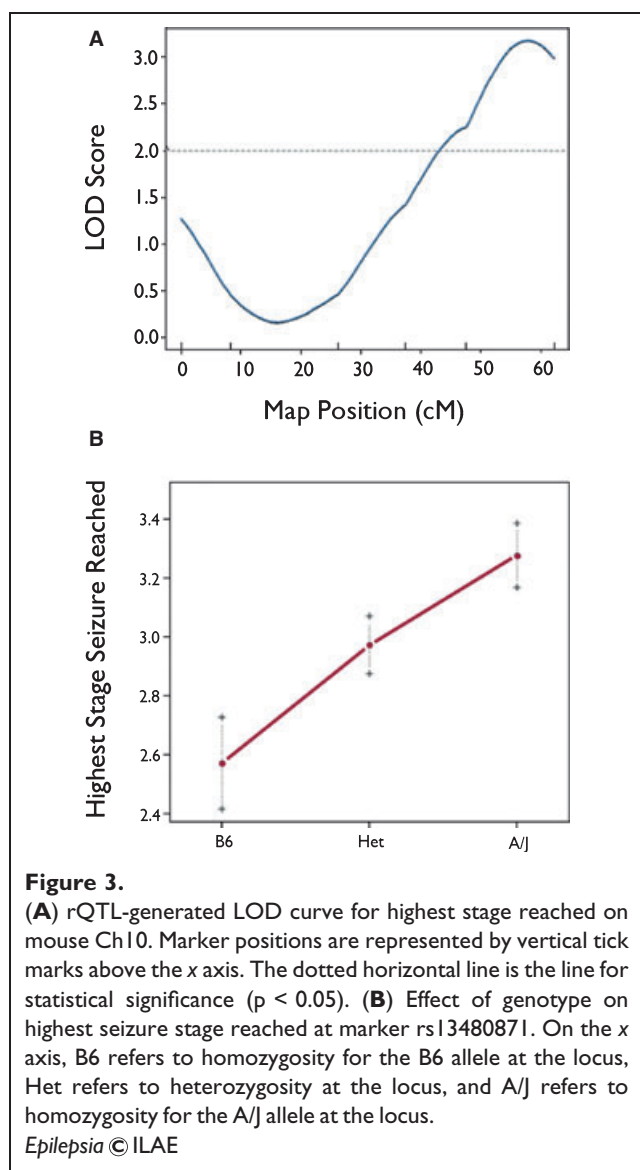 A
3.0
2.5
2.0
1.5
1.0
0.5
0.0
LOD Score
0 10 20 30 40 50 60
Map Position (cM)
B
3.4
3.2
3.0
2.8
2.6
2.4
Highest Stage Seizure Reached
B6 Het A/J
Figure 3.
(A) rQTL-generated LOD curve for highest stage reached on
mouse Ch10. Marker positions are represented by vertical tick
marks above the x axis. The dotted horizontal line is the line for
statistical significance (p < 0.05). (B) Effect of genotype on
highest seizure stage reached at marker rs13480871. On the x
axis, B6 refers to homozygosity for the B6 allele at the locus,
Het refers to heterozygosity at the locus, and A/J refers to
homozygosity for the A/J allele at the locus.
Epilepsia © ILAE